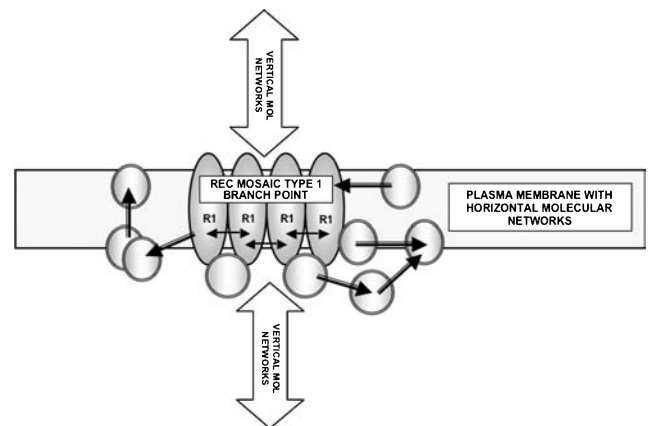 VERTICAL MOL
NETWORKS
REC MOSAIC TYPE 1
BRANCH POINT
PLASMA MEMBRANE WITH
HORIZONTAL MOLECULAR
NETWORKS
R1 R1 R1 R1
VERTICAL MOL
NETWORKS